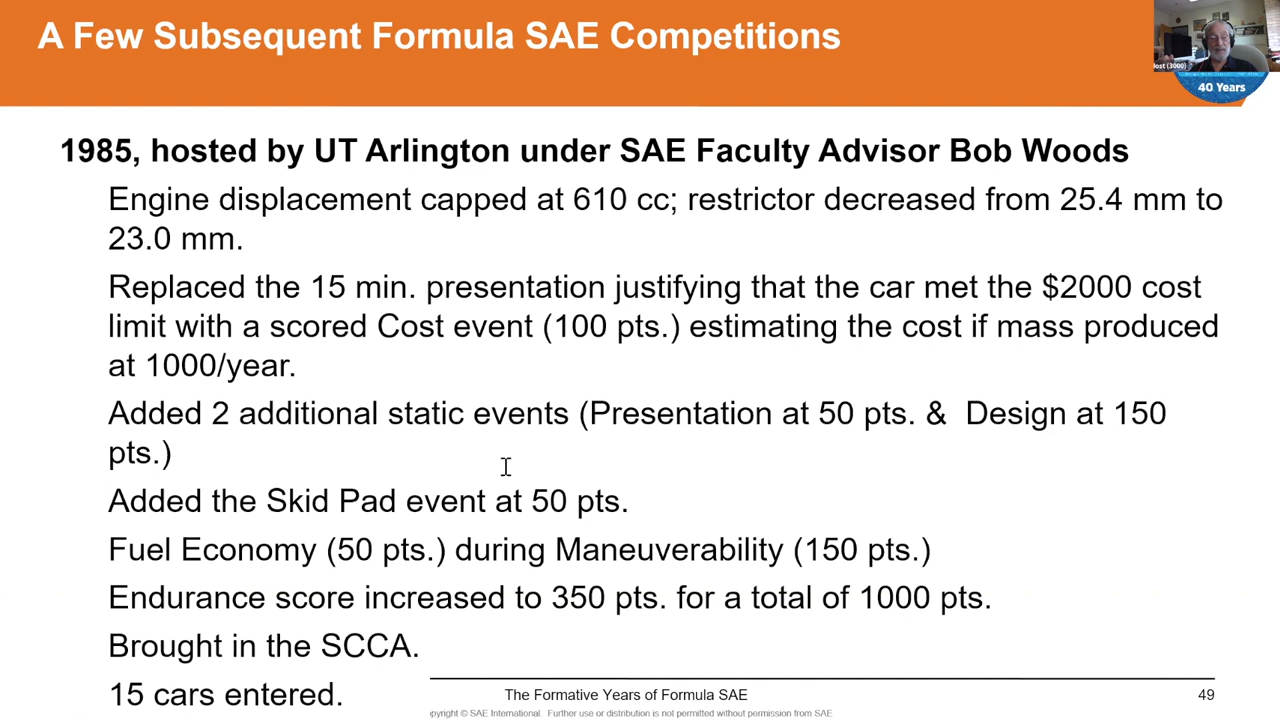 A Few Subsequent Formula SAE Competitions
Host (3000)
40 Years
1985, hosted by UT Arlington under SAE Faculty Advisor Bob Woods
Engine displacement capped at 610 cc; restrictor decreased from 25.4 mm to
23.0 mm.
Replaced the 15 min. presentation justifying that the car met the $2000 cost
limit with a scored Cost event (100 pts.) estimating the cost if mass produced
at 1000/year.
Added 2 additional static events (Presentation at 50 pts. & Design at 150
pts.)
Added the Skid Pad event at 50 pts.
Fuel Economy (50 pts.) during Maneuverability (150 pts.)
Endurance score increased to 350 pts. for a total of 1000 pts.
Brought in the SCCA.
15 cars entered.
The Formative Years of Formula SAE
49
opyright © SAE International. Further use or distribution is not permitted without permission from SAE